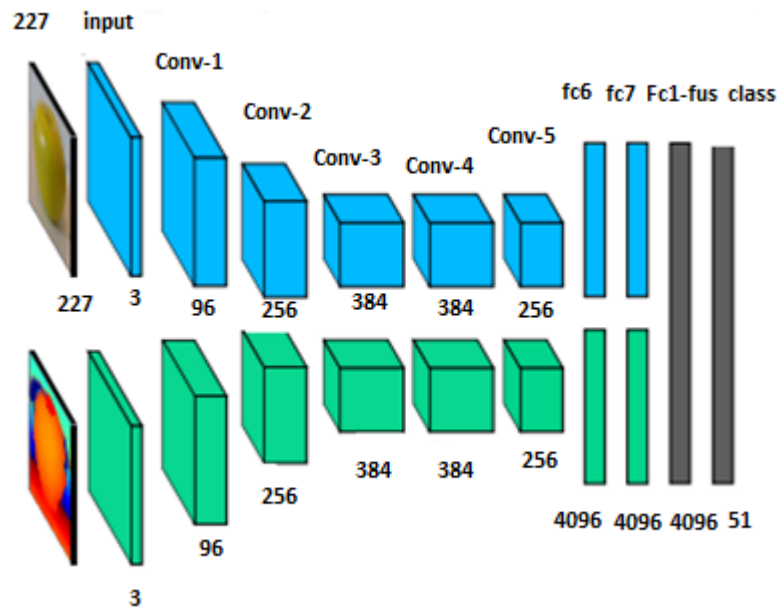 227 input
Conv-1
Conv-2
Conv-3
Conv-4
Conv-5
fc6 fc7 Fc1-fus class
227 3 96 256 384 384 256
3 96 256 384 384 256
4096 4096 4096 51